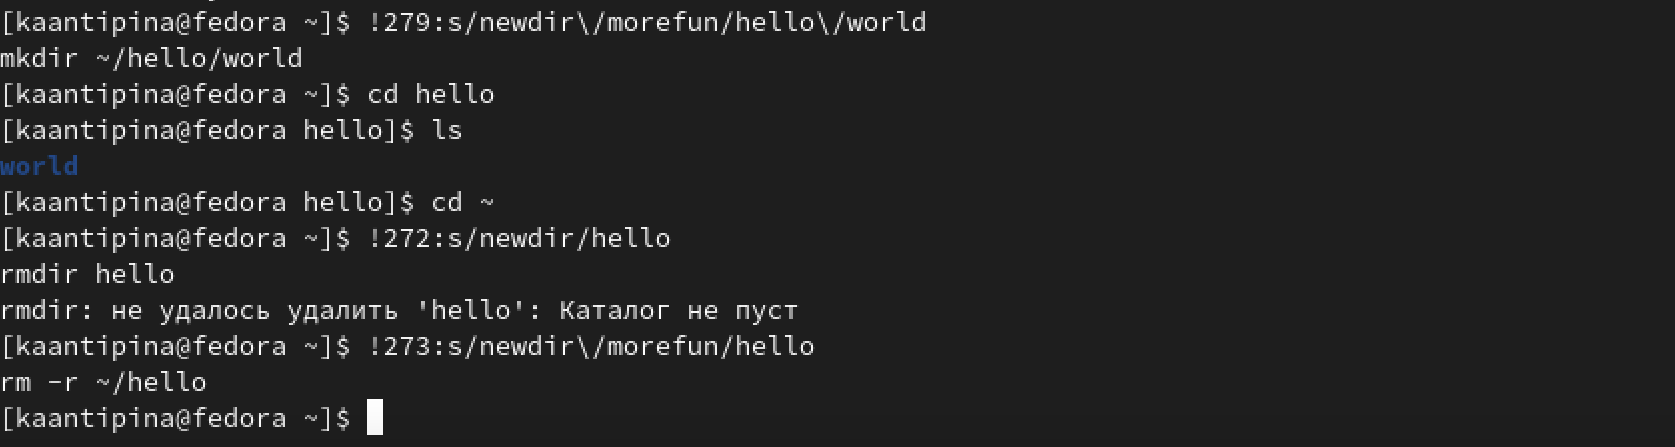 [kaantipina@fedora ~]$ !279:s/newdir\/morefun/hello\/world
mkdir ~/hello/world
[kaantipina@fedora ~]$ cd hello
[kaantipina@fedora hello]$ ls
world
[kaantipina@fedora hello]$ cd ~
[kaantipina@fedora ~]$ !272:s/newdir/hello
rmdir hello
rmdir: не удалось удалить 'hello': Каталог не пуст
[kaantipina@fedora ~]$ !273:s/newdir\/morefun/hello
rm -r ~/hello
[kaantipina@fedora ~]$